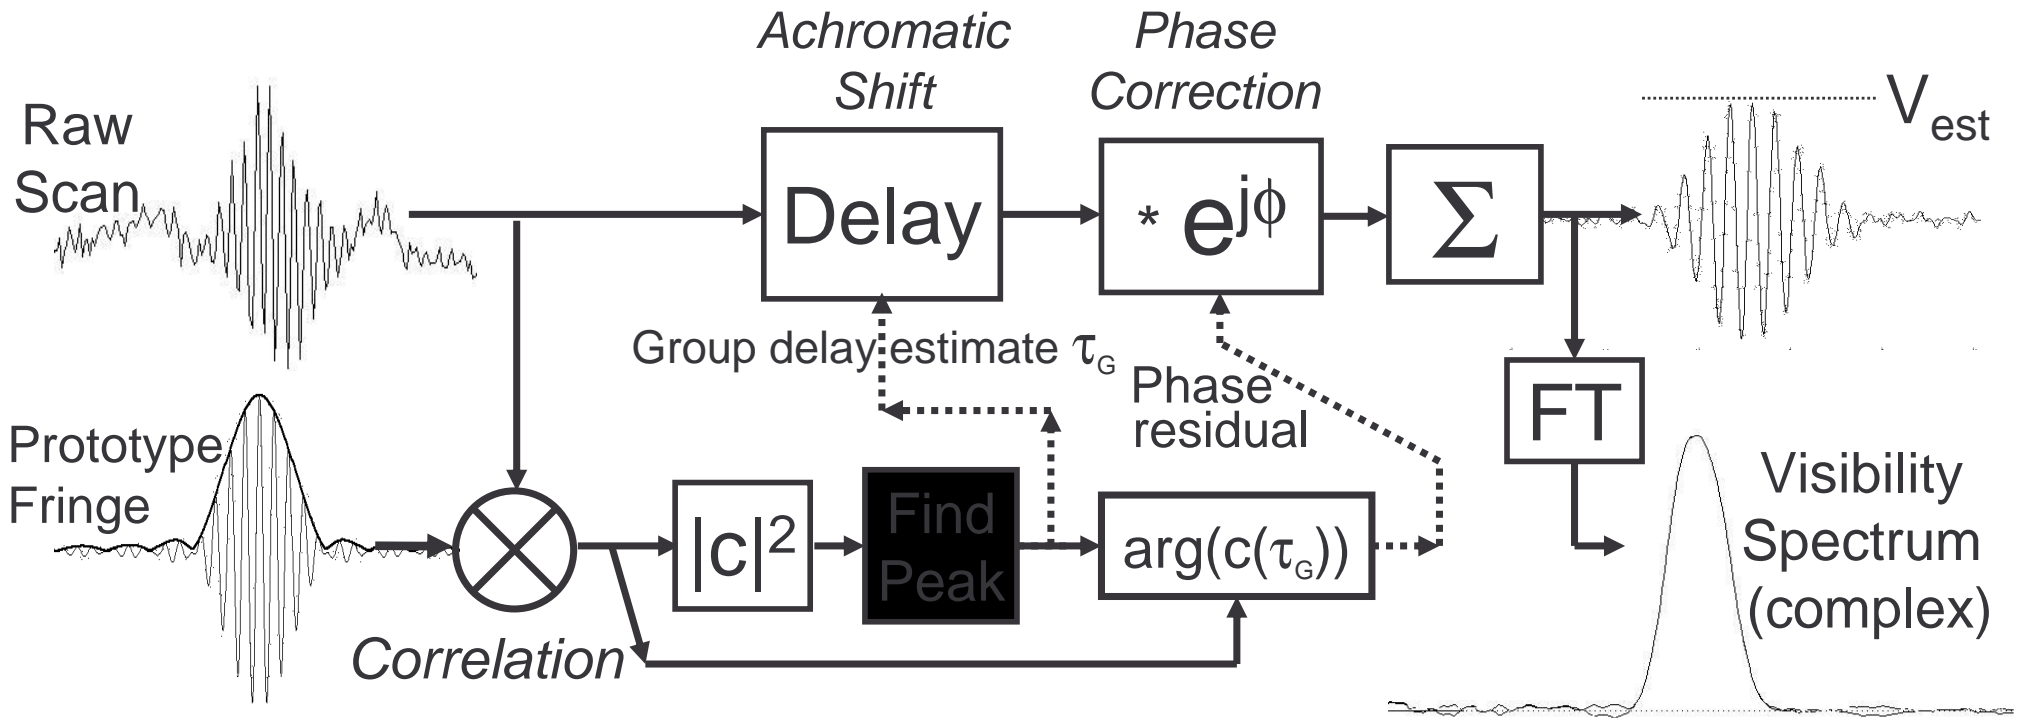 Achromatic
Shift
Phase
Correction
Raw
Scan
Delay
* e^jϕ
Σ
V_est
Group delay estimate τ_G
Phase
residual
FT
Prototype
Fringe
|c|²
Find
Peak
arg(c(τ_G))
Correlation
Visibility
Spectrum
(complex)